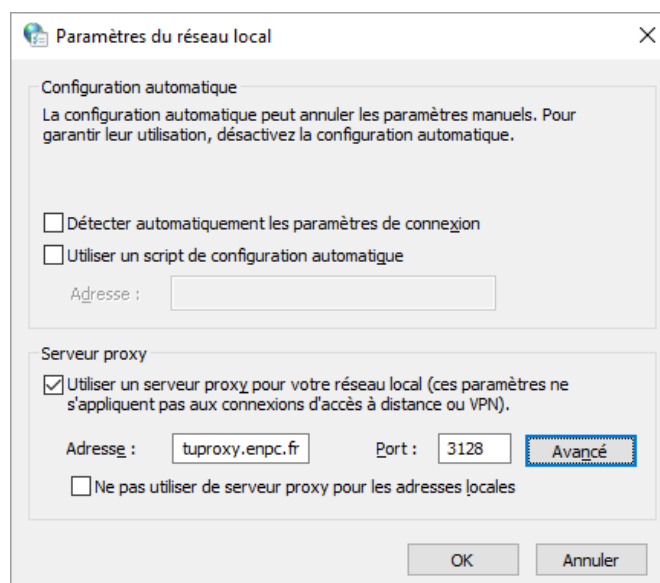 Paramètres du réseau local
Configuration automatique
La configuration automatique peut annuler les paramètres manuels. Pour
garantir leur utilisation, désactivez la configuration automatique.
Détecter automatiquement les paramètres de connexion
Utiliser un script de configuration automatique
Adresse :
Serveur proxy
Utiliser un serveur proxy pour votre réseau local (ces paramètres ne
s'appliquent pas aux connexions d'accès à distance ou VPN).
Adresse : tuproxy.enpc.fr Port : 3128 Avancé
Ne pas utiliser de serveur proxy pour les adresses locales
OK Annuler